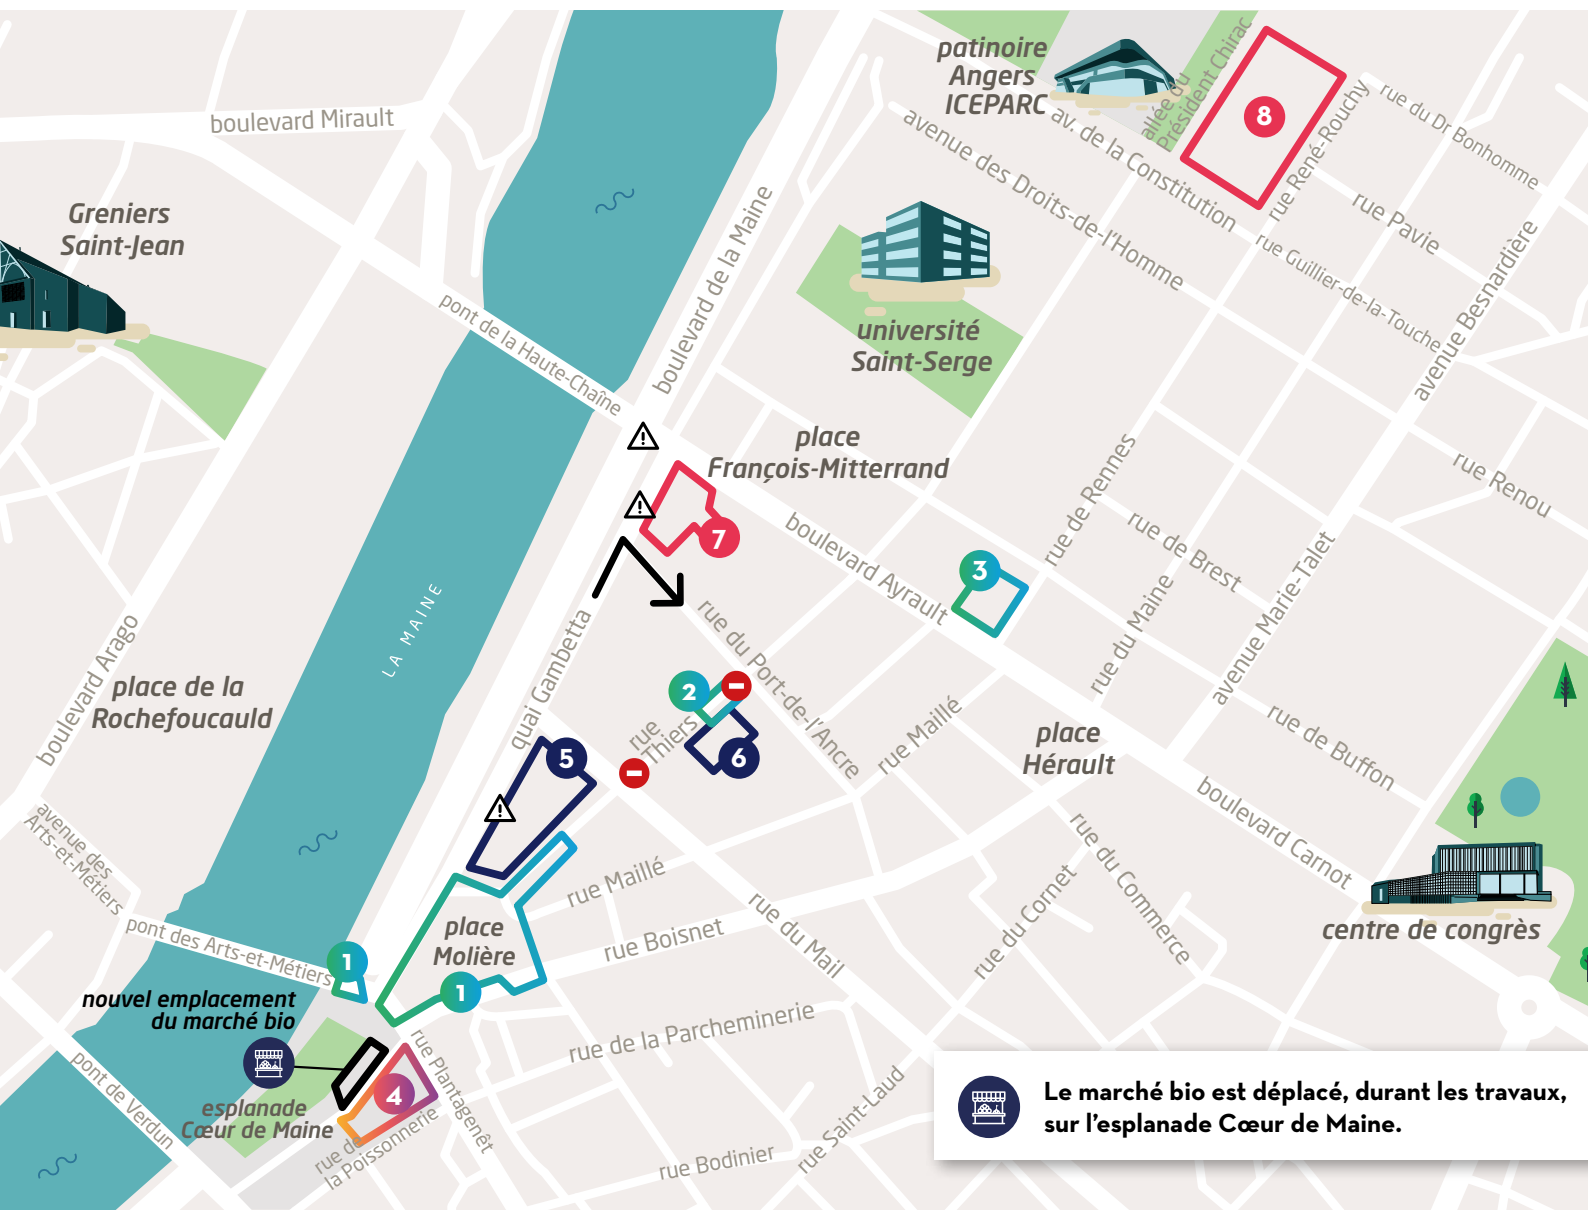 patinoire
Angers
ICEPARC
allée du
Président Chirac
8
rue du Dr Bonhomme
rue René-Rouchy
boulevard Mirault
avenue des Droits-de-l'Homme
av. de la Constitution
rue Pavie
Greniers
Saint-Jean
rue Guillier-de-la-Touche
avenue Besnardière
boulevard de la Maine
pont de la Haute-Chaîne
université
Saint-Serge
place
François-Mitterrand
rue de Rennes
rue Renou
7
boulevard Ayrault
rue de Brest
3
LA MAINE
quai Gambetta
rue du Port-de-l'Ancre
rue du Maine
avenue Marie-Talet
boulevard Arago
place de la
Rochefoucauld
2
rue
Thiers
6
5
rue Maillé
place
Hérault
rue de Buffon
avenue des
Arts-et-Métiers
boulevard Carnot
rue du Commerce
rue du Cornet
rue Maillé
rue du Mail
rue Boisnet
centre de congrès
pont des Arts-et-Métiers
1
place
Molière
1
nouvel emplacement
du marché bio
rue de la Parcheminerie
rue Plantagenêt
pont de Verdun
4
esplanade
Cœur de Maine
rue de
la Poissonnerie
rue Saint-Laud
rue Bodinier
Le marché bio est déplacé, durant les travaux,
sur l'esplanade Cœur de Maine.